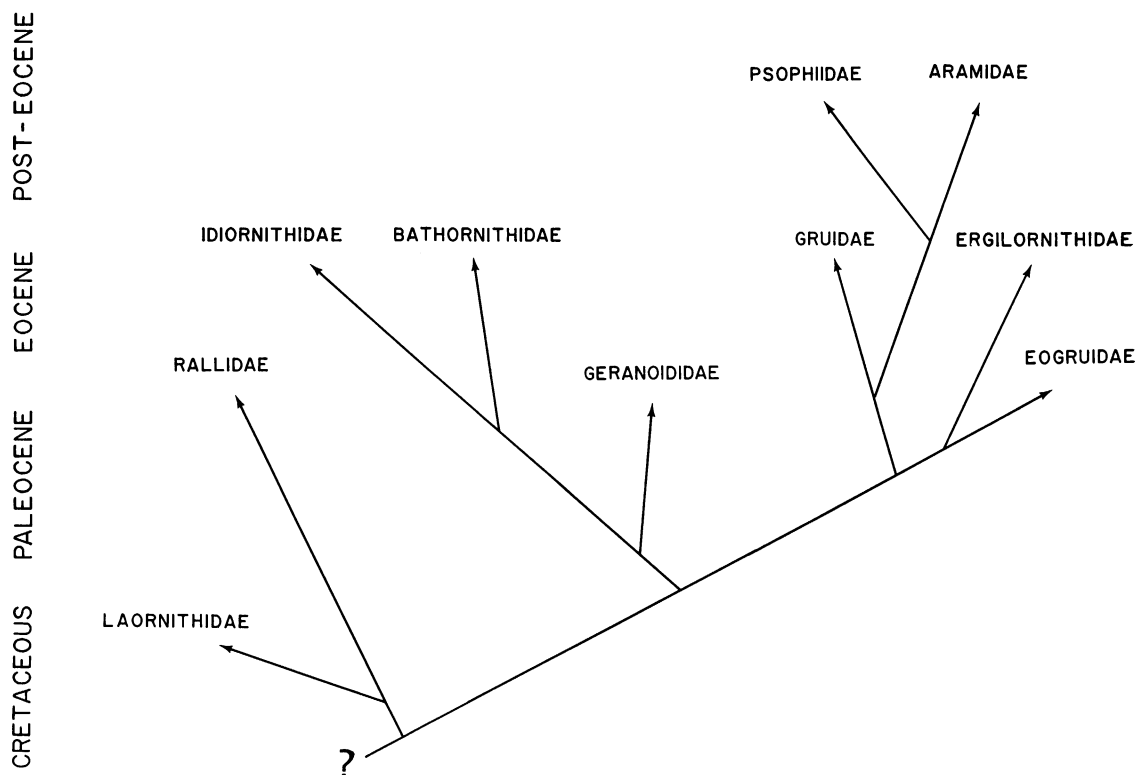 POST-EOCENE
EOCENE
PALEOCENE
CRETACEOUS
PSOPHIIDAE
ARAMIDAE
IDIORNITHIDAE
BATHORNITHIDAE
GRUIDAE
ERGILORNITHIDAE
RALLIDAE
GERANOIDIDAE
EOGRUIDAE
LAORNITHIDAE
?